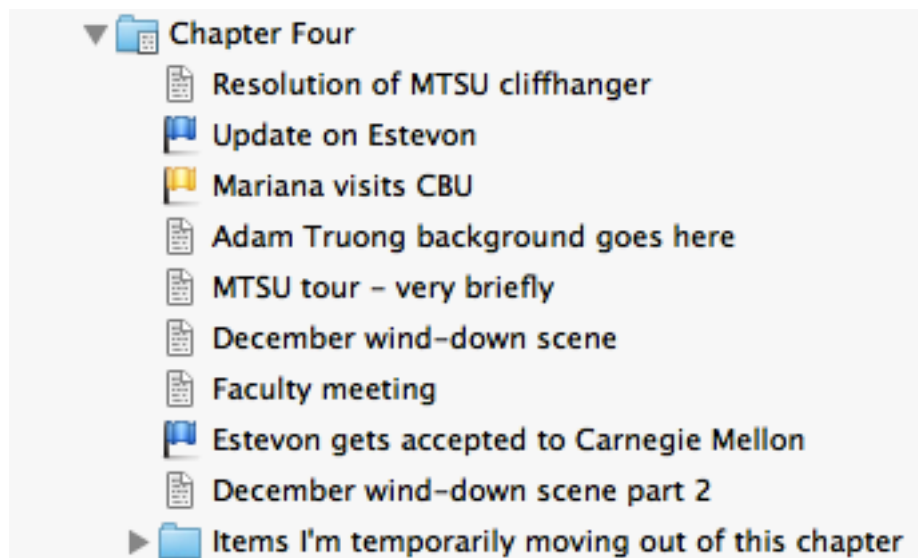 Chapter Four
Resolution of MTSU cliffhanger
Update on Estevon
Mariana visits CBU
Adam Truong background goes here
MTSU tour – very briefly
December wind–down scene
Faculty meeting
Estevon gets accepted to Carnegie Mellon
December wind–down scene part 2
Items I'm temporarily moving out of this chapter